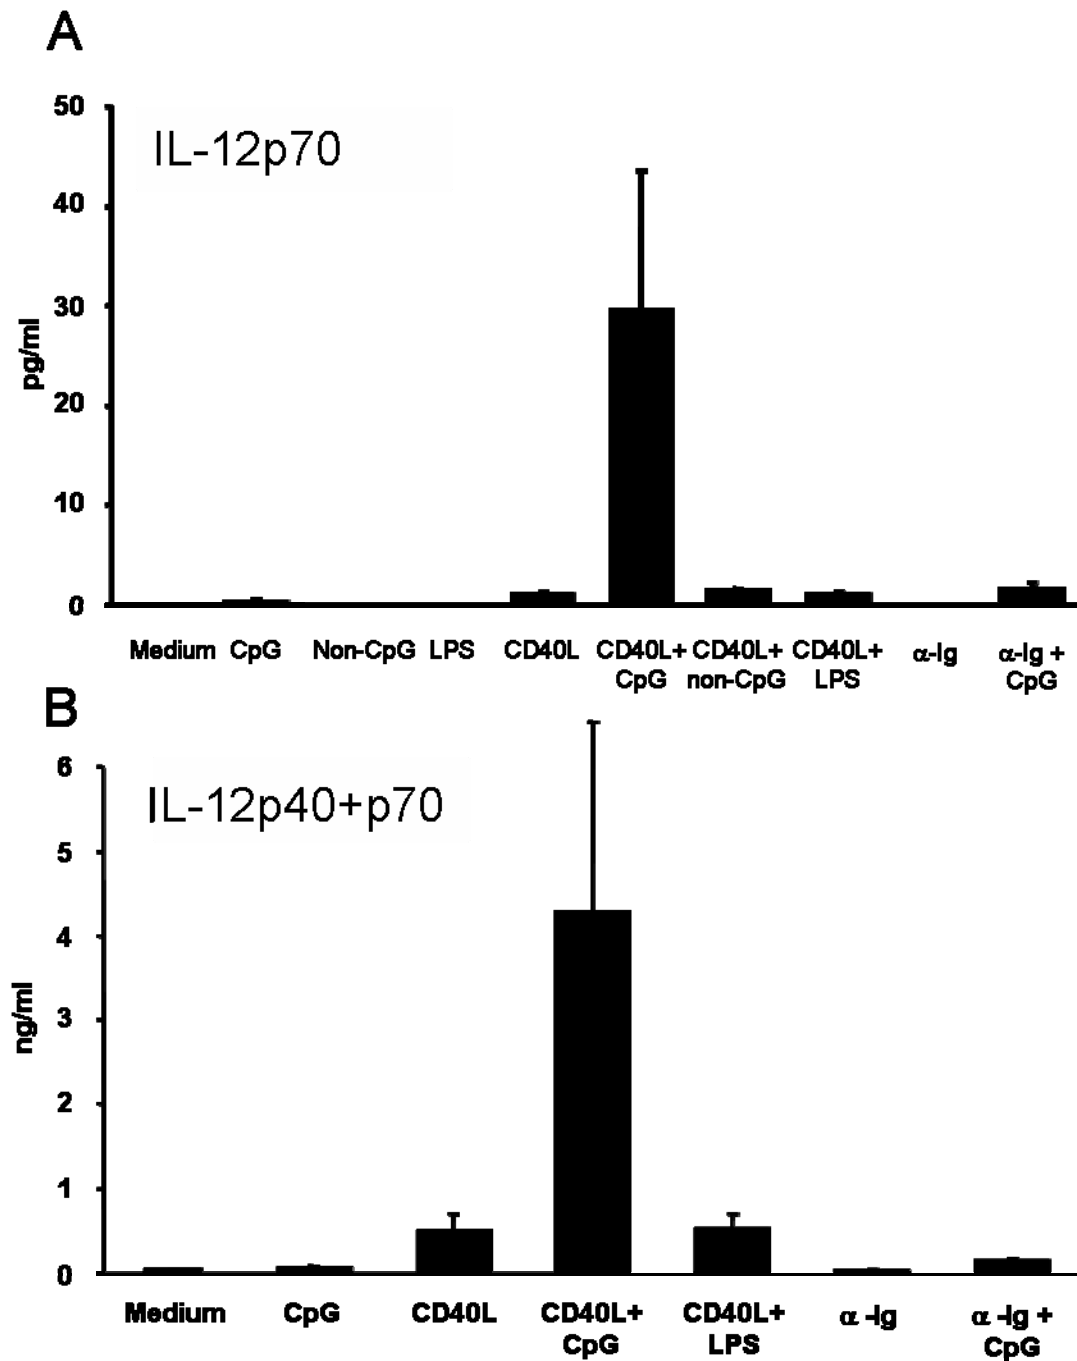 A
IL-12p70
50
40
30
20
10
0
pg/ml
Medium CpG Non-CpG LPS CD40L CD40L+ CD40L+ CD40L+ α-Ig α-Ig +
CpG non-CpG LPS CpG
B
IL-12p40+p70
6
5
4
3
2
1
0
ng/ml
Medium CpG CD40L CD40L+ CD40L+ α -Ig α -Ig +
CpG LPS CpG